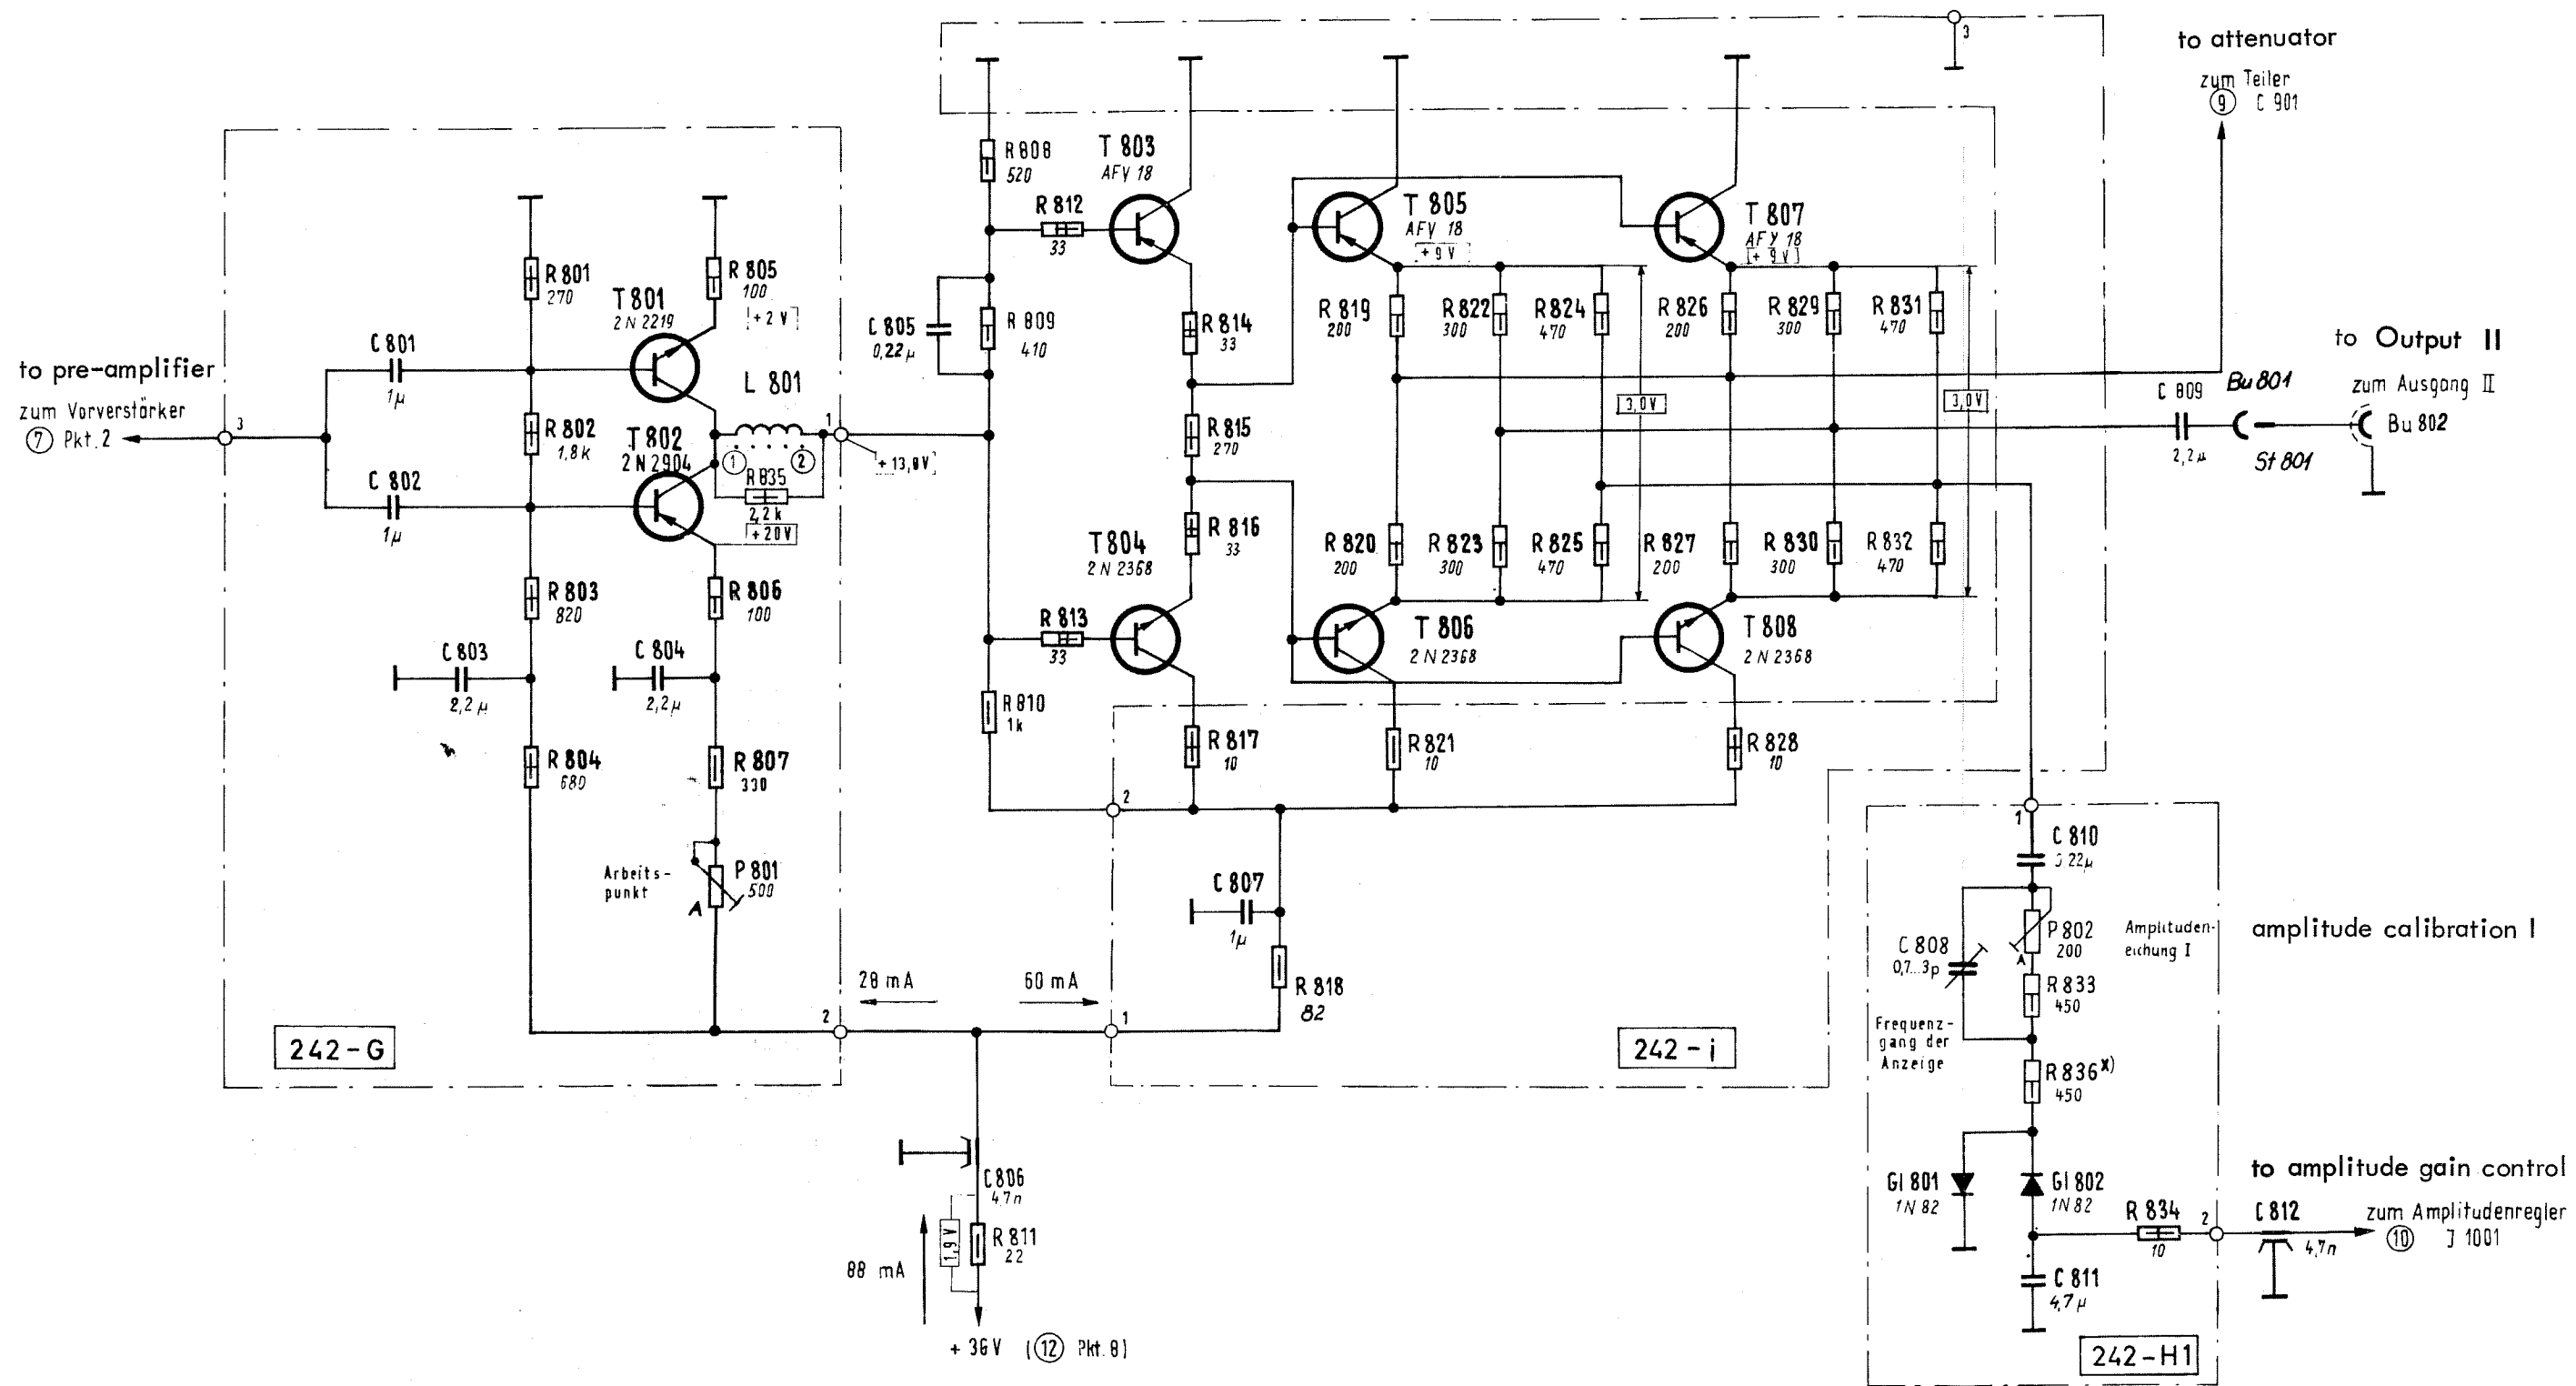 to attenuator
zum Teiler
9 C 901
3
R 808
520
T 803
AFY 18
R 812
33
T 805
AFY 18
+ 9 V
T 807
AFY 18
+ 9 V
R 801
270
R 805
100
T 801
2 N 2219
+ 2 V
C 805
0,22 µ
R 809
410
R 814
33
R 819
200
R 822
300
R 824
470
R 826
200
R 829
300
R 831
470
to pre-amplifier
zum Vorverstärker
7 Pkt. 2
3
C 801
1µ
L 801
R 802
1,8 k
T 802
2 N 2904
1
2
1
+ 13,8V
R 835
2,2 k
+ 20V
C 802
1µ
R 815
270
3,0V
3,0V
to Output II
zum Ausgang II
C 809
2,2 µ
Bu 801
St 801
Bu 802
R 816
33
T 804
2 N 2368
R 820
200
R 823
300
R 825
470
R 827
200
R 830
300
R 832
470
R 803
820
R 806
100
R 813
33
T 806
2 N 2368
T 808
2 N 2368
C 803
2,2 µ
C 804
2,2 µ
R 810
1k
R 804
680
R 807
330
R 817
10
R 821
10
R 828
10
2
1
C 810
0,22µ
Arbeits-
punkt
P 801
500
A
C 807
1µ
C 808
0,7...3p
P 802
200
A
Amplituden-
eichung I
amplitude calibration I
28 mA
60 mA
R 818
82
R 833
450
2
1
242-G
242-i
Frequenz-
gang der
Anzeige
R 836 x)
450
C 806
4,7n
1,9 V
R 811
22
88 mA
+ 36 V (12 Pkt. 8)
Gl 801
1N 82
Gl 802
1N 82
R 834
10
2
C 812
4,7n
to amplitude gain control
zum Amplitudenregler
10 J 1001
C 811
4,7 µ
242-H1